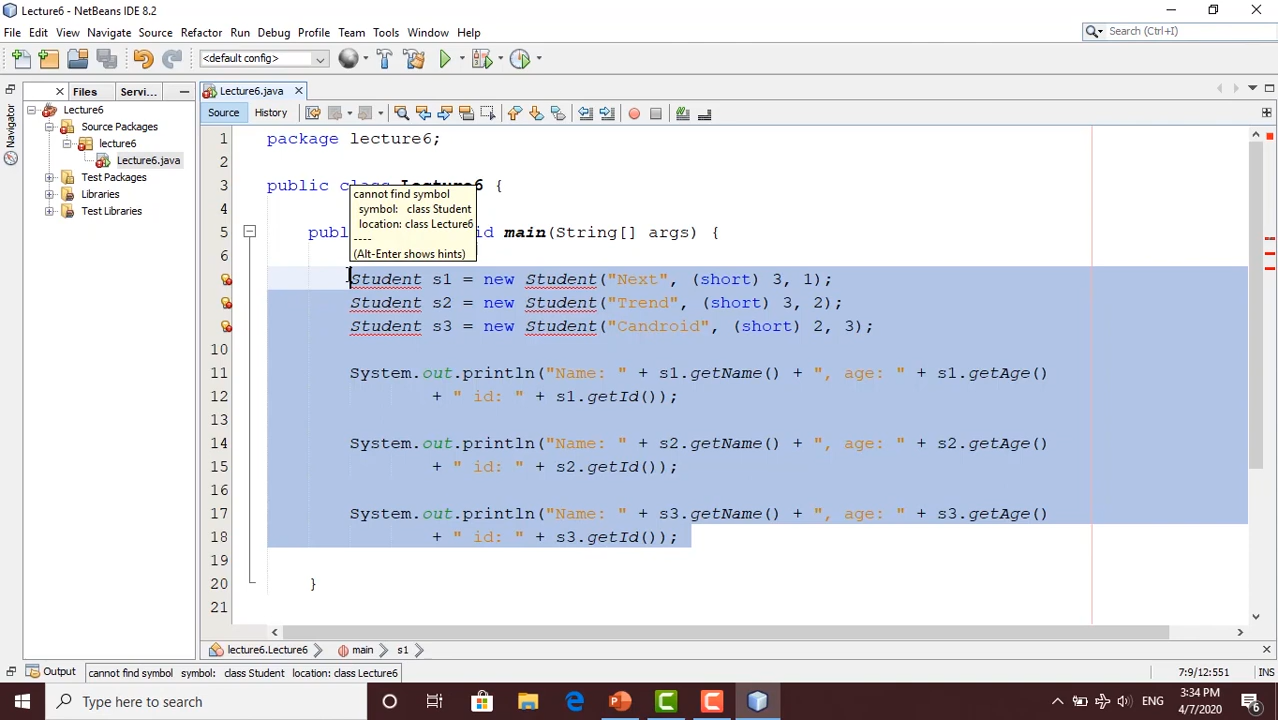 Lecture6 - NetBeans IDE 8.2
File Edit View Navigate Source Refactor Run Debug Profile Team Tools Window Help
Search (Ctrl+I)
<default config>
Files Servi...
Lecture6.java
Navigator
Source History
Lecture6
Source Packages
lecture6
Lecture6.java
Test Packages
Libraries
Test Libraries
1 package lecture6;
2
3 public class Lecture6 {
4
5 publ id main(String[] args) {
6
cannot find symbol
symbol: class Student
location: class Lecture6
----
(Alt-Enter shows hints)
Student s1 = new Student("Next", (short) 3, 1);
Student s2 = new Student("Trend", (short) 3, 2);
Student s3 = new Student("Candroid", (short) 2, 3);
10
11 System.out.println("Name: " + s1.getName() + ", age: " + s1.getAge()
12 + " id: " + s1.getId());
13
14 System.out.println("Name: " + s2.getName() + ", age: " + s2.getAge()
15 + " id: " + s2.getId());
16
17 System.out.println("Name: " + s3.getName() + ", age: " + s3.getAge()
18 + " id: " + s3.getId());
19
20 }
21
lecture6.Lecture6 main s1
Output cannot find symbol symbol: class Student location: class Lecture6
7:9/12:551 INS
Type here to search
ENG
3:34 PM
4/7/2020
6